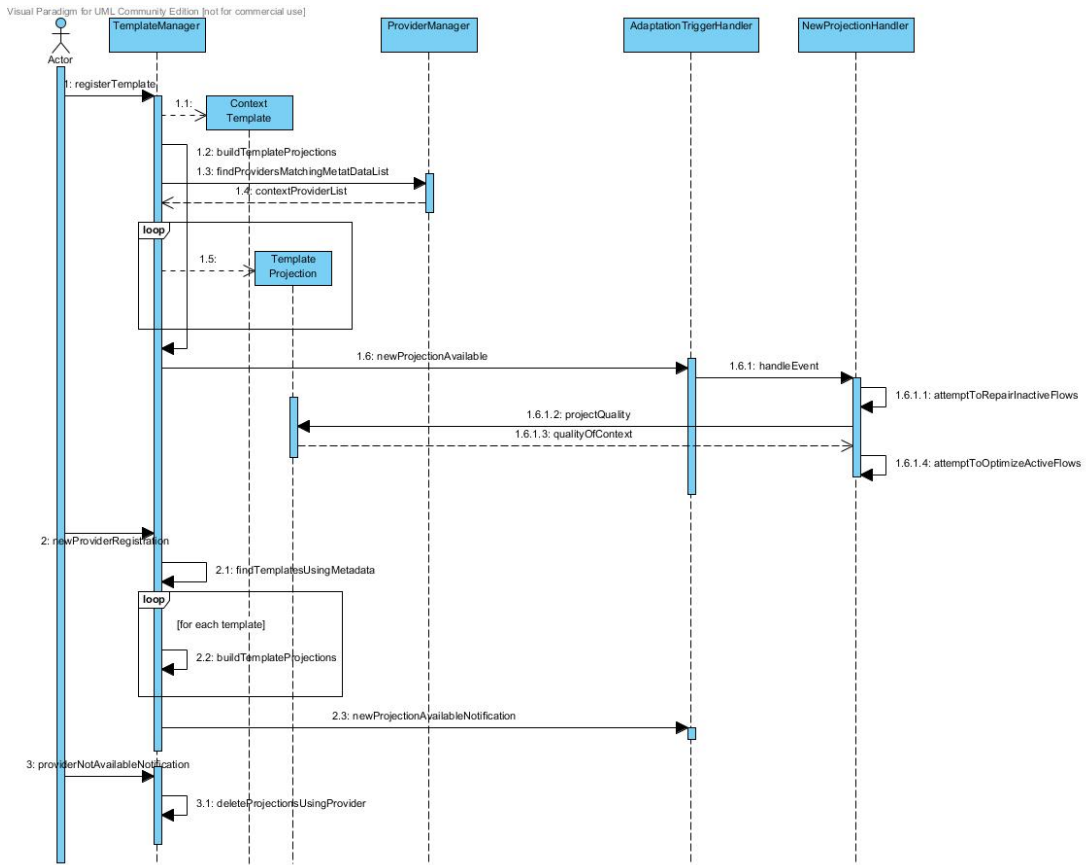 Visual Paradigm for UML Community Edition [not for commercial use]
Actor
TemplateManager
ProviderManager
AdaptationTriggerHandler
NewProjectionHandler
1: registerTemplate
1.1:
Context
Template
1.2: buildTemplateProjections
1.3: findProvidersMatchingMetatDataList
1.4: contextProviderList
loop
1.5:
Template
Projection
1.6: newProjectionAvailable
1.6.1: handleEvent
1.6.1.1: attemptToRepairInactiveFlows
1.6.1.2: projectQuality
1.6.1.3: qualityOfContext
1.6.1.4: attemptToOptimizeActiveFlows
2: newProviderRegistration
2.1: findTemplatesUsingMetadata
loop
[for each template]
2.2: buildTemplateProjections
2.3: newProjectionAvailableNotification
3: providerNotAvailableNotification
3.1: deleteProjectionsUsingProvider